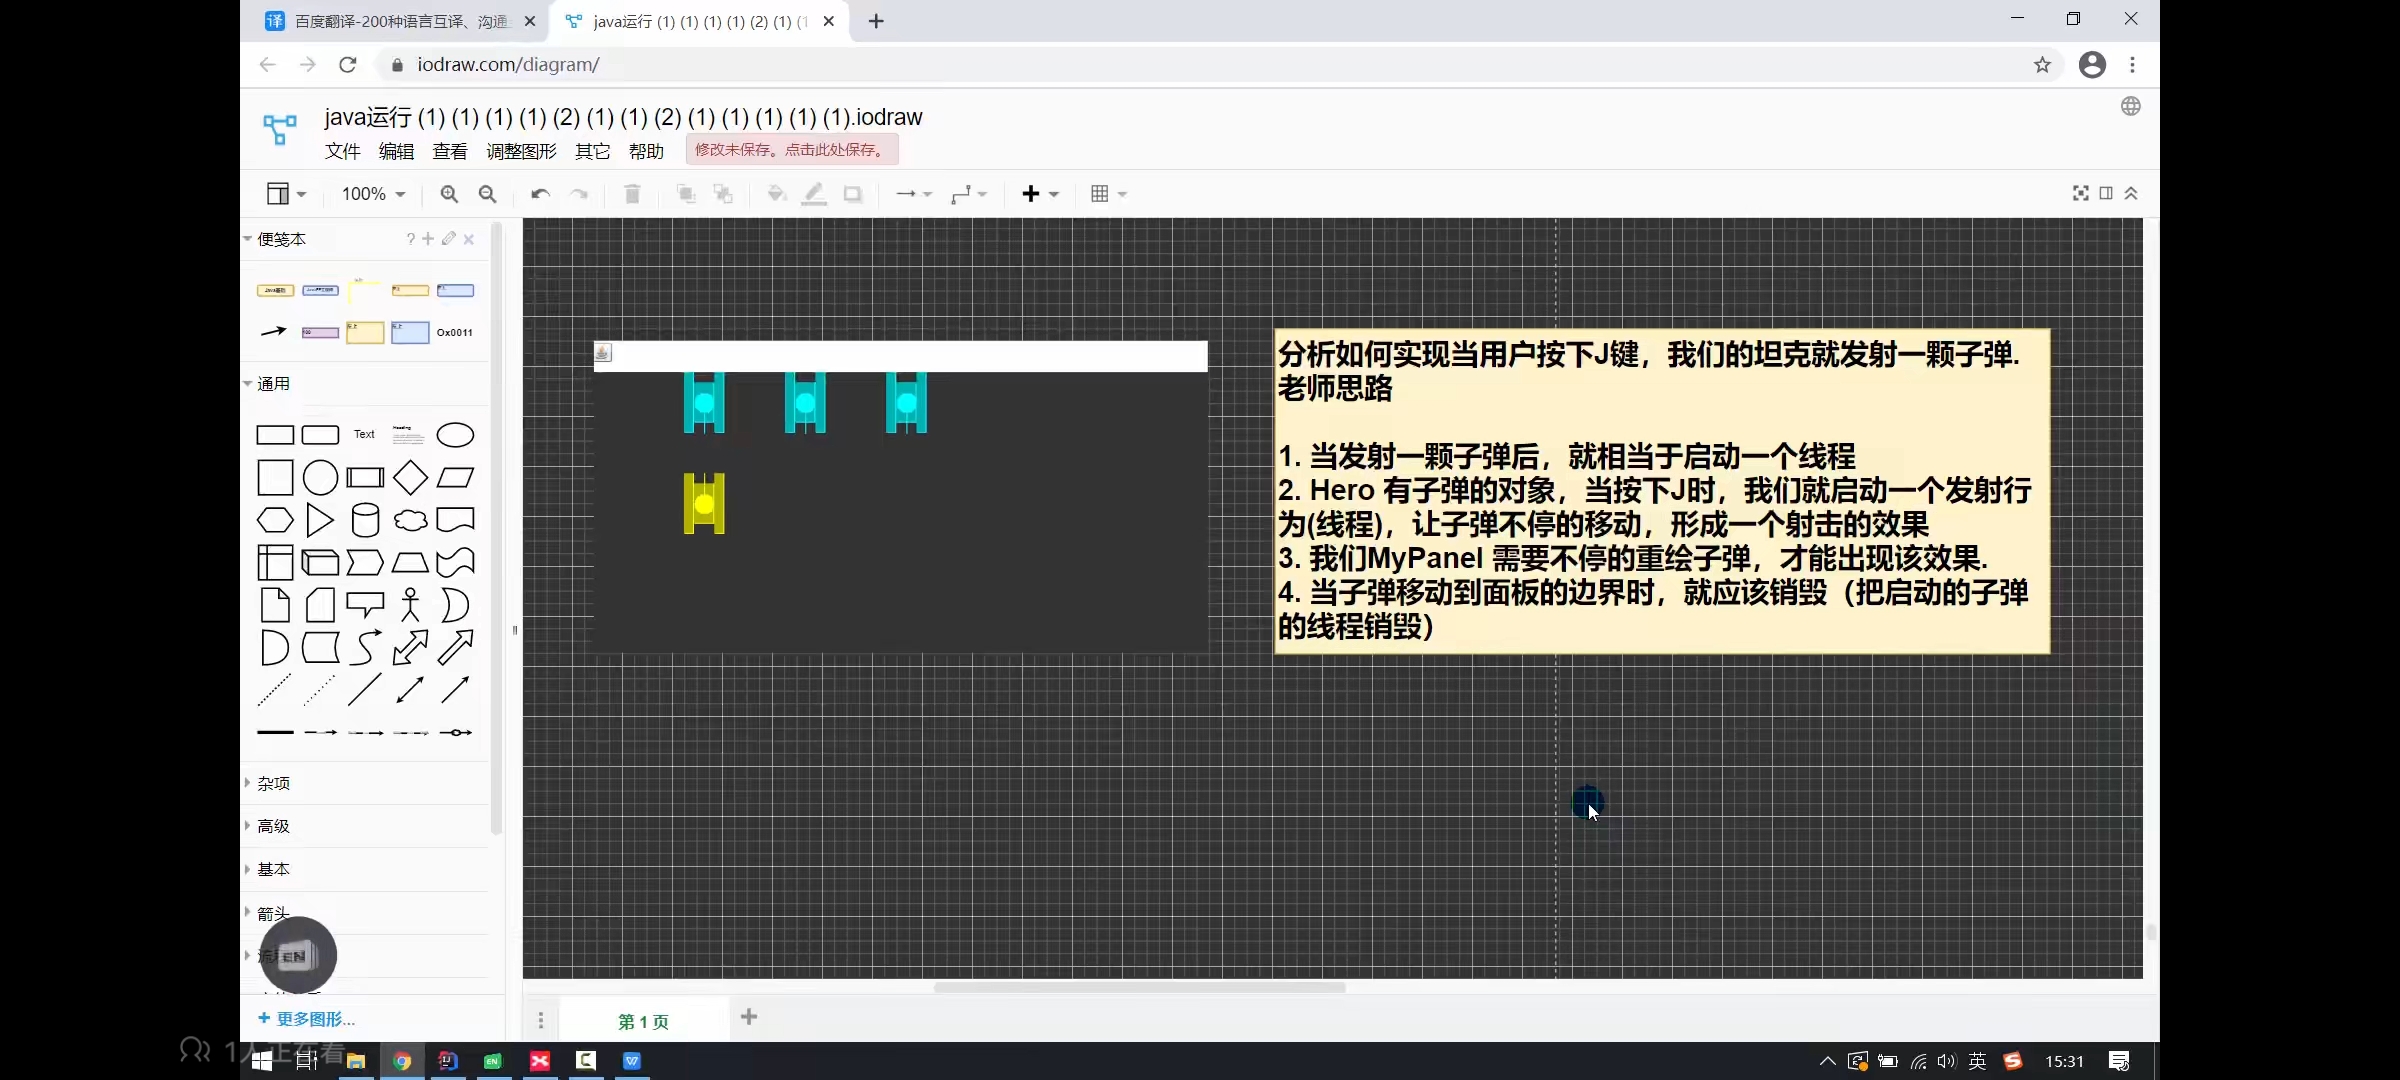 百度翻译-200种语言互译、沟通
java运行 (1) (1) (1) (1) (2) (1) (1
iodraw.com/diagram/
java运行 (1) (1) (1) (1) (2) (1) (1) (2) (1) (1) (1) (1) (1).iodraw
文件 编辑 查看 调整图形 其它 帮助 修改未保存。点击此处保存。
100%
便笺本
Ox0011
通用
Text
Heading
杂项
高级
基本
箭头
EN
更多图形...
分析如何实现当用户按下J键，我们的坦克就发射一颗子弹.
老师思路
1. 当发射一颗子弹后，就相当于启动一个线程
2. Hero 有子弹的对象，当按下J时，我们就启动一个发射行
为(线程)，让子弹不停的移动，形成一个射击的效果
3. 我们MyPanel 需要不停的重绘子弹，才能出现该效果.
4. 当子弹移动到面板的边界时，就应该销毁（把启动的子弹
的线程销毁）
第 1 页
1人正在看
英
15:31